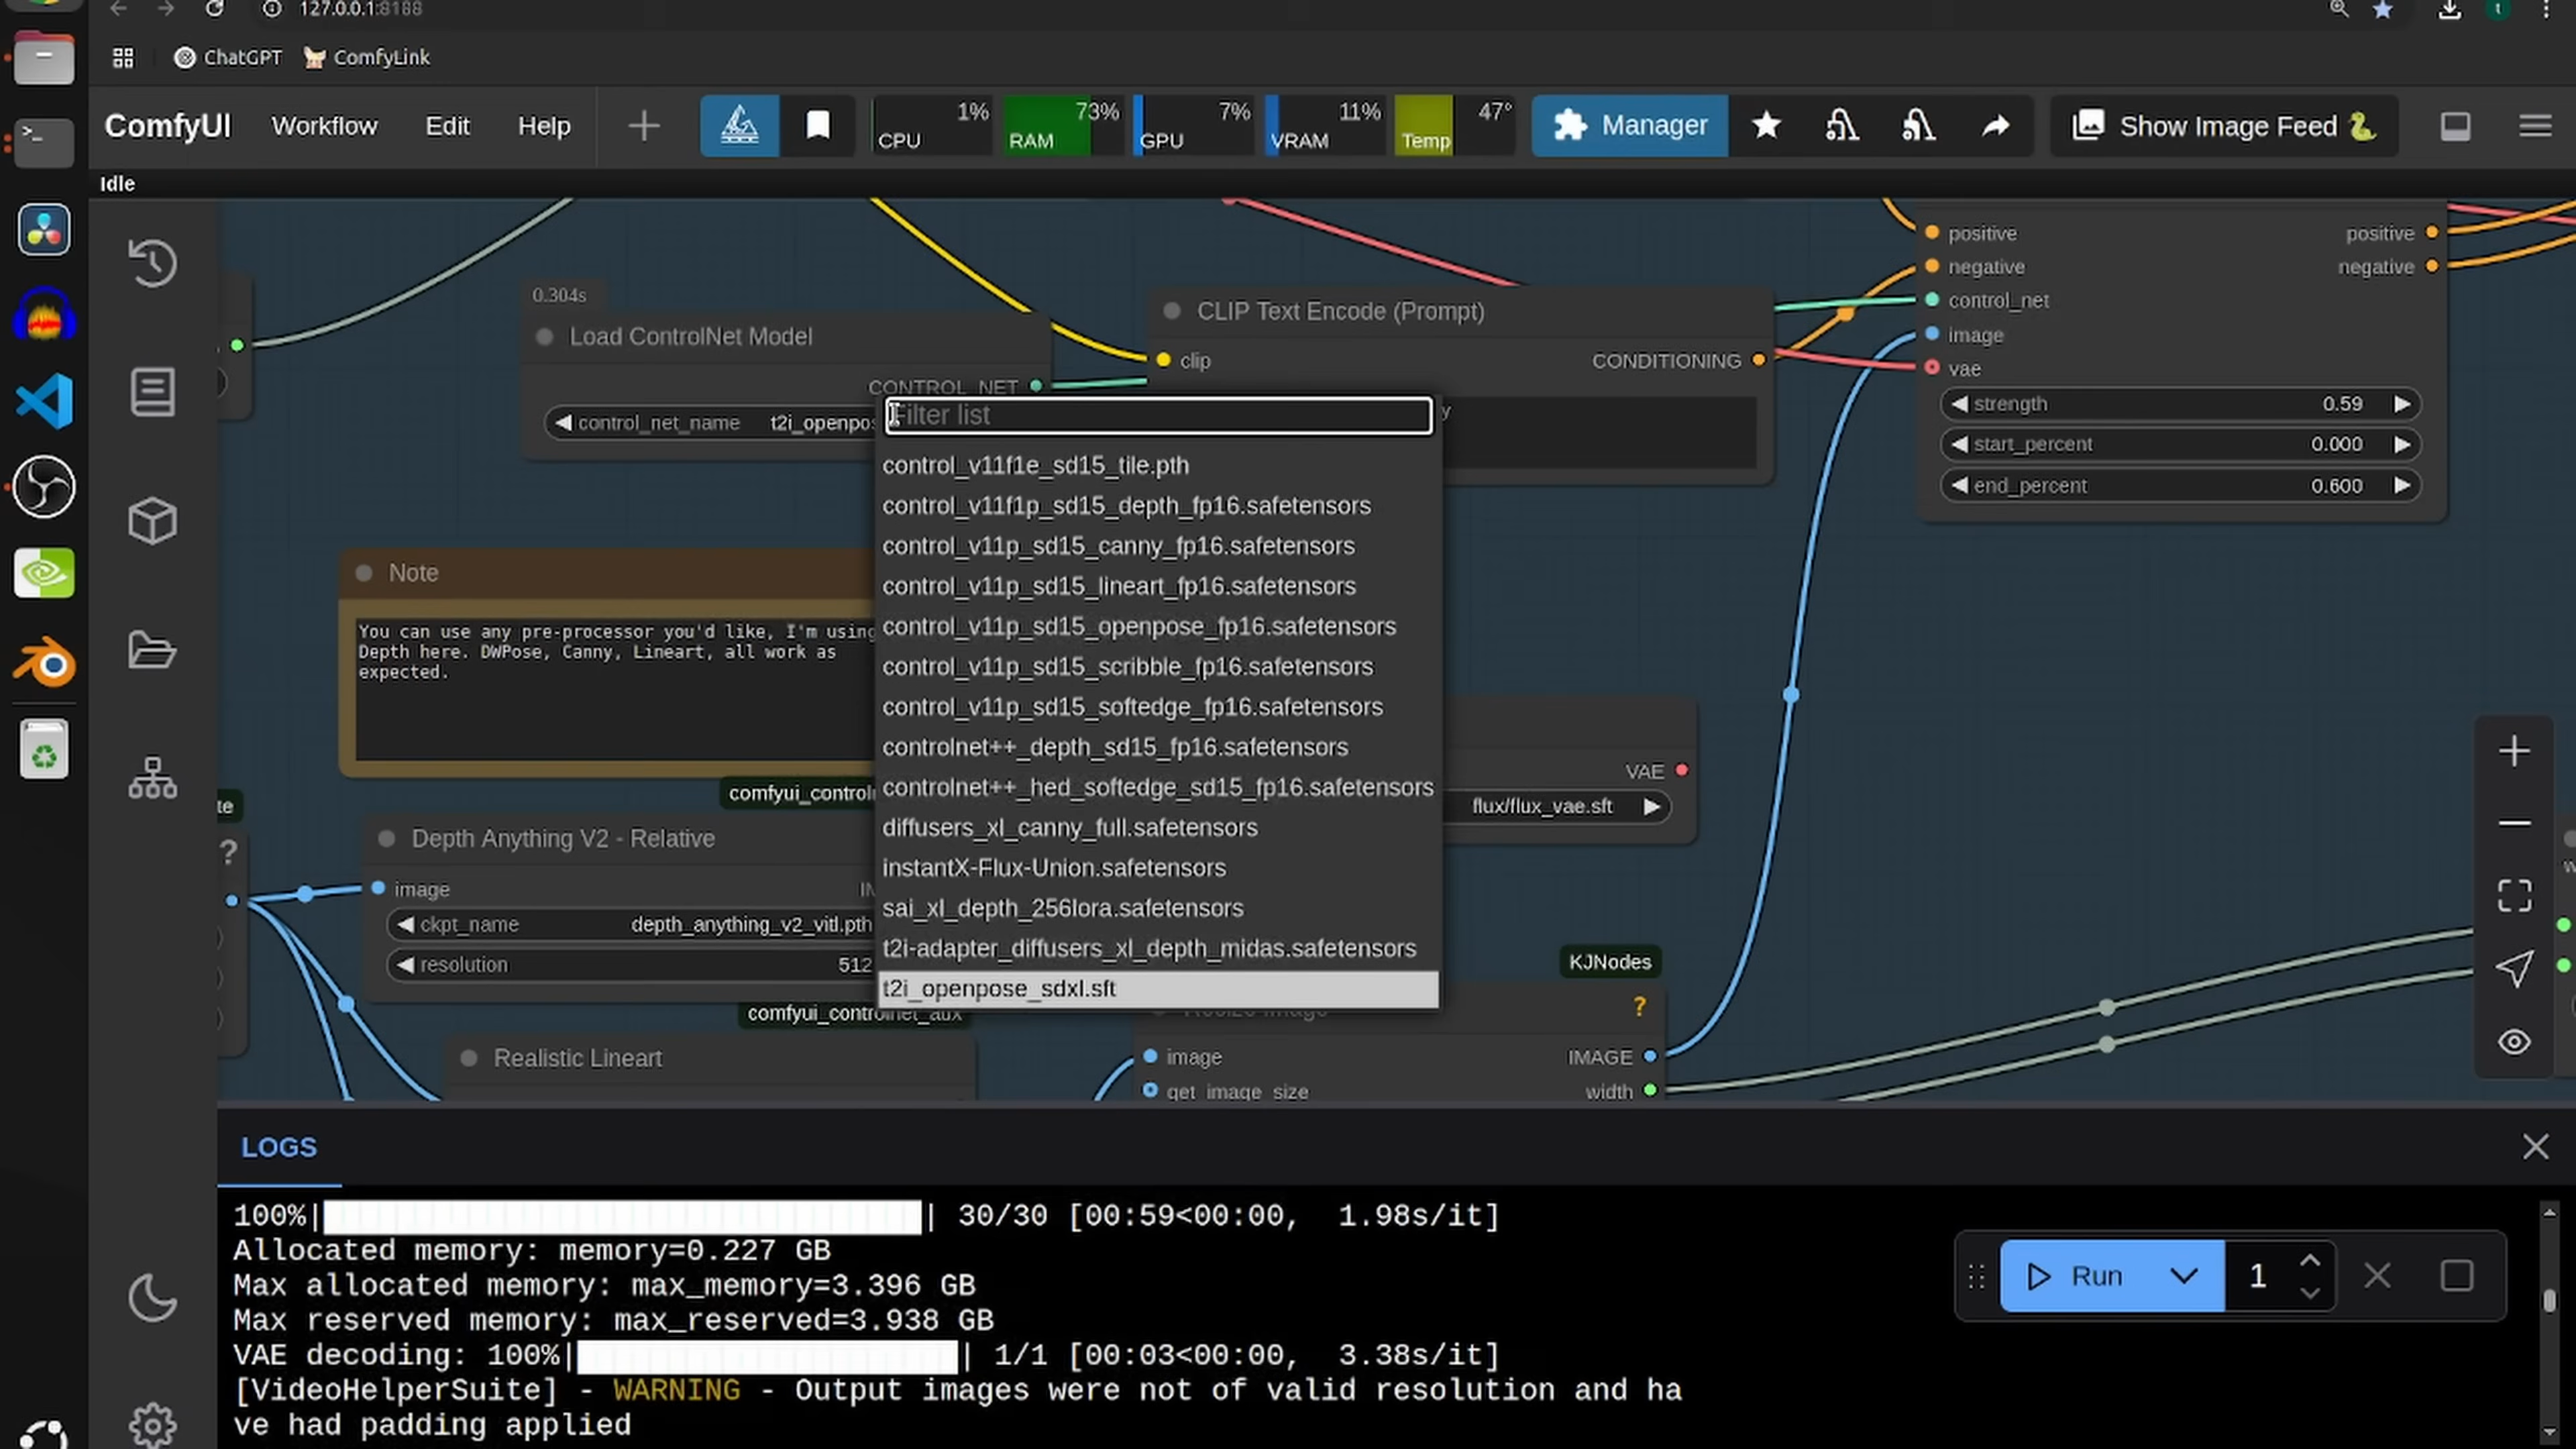 127.0.0.1:8188
t
ChatGPT
ComfyLink
ComfyUI
Workflow
Edit
Help
CPU 1%
RAM 73%
GPU 7%
VRAM 11%
Temp 47°
Manager
Show Image Feed
Idle
positive
positive
negative
negative
control_net
image
vae
strength 0.59
start_percent 0.000
end_percent 0.600
0.304s
Load ControlNet Model
CONTROL_NET
control_net_name t2i_openpos
CLIP Text Encode (Prompt)
clip
CONDITIONING
y
Filter list
control_v11f1e_sd15_tile.pth
control_v11f1p_sd15_depth_fp16.safetensors
control_v11p_sd15_canny_fp16.safetensors
control_v11p_sd15_lineart_fp16.safetensors
control_v11p_sd15_openpose_fp16.safetensors
control_v11p_sd15_scribble_fp16.safetensors
control_v11p_sd15_softedge_fp16.safetensors
controlnet++_depth_sd15_fp16.safetensors
controlnet++_hed_softedge_sd15_fp16.safetensors
diffusers_xl_canny_full.safetensors
instantX-Flux-Union.safetensors
sai_xl_depth_256lora.safetensors
t2i-adapter_diffusers_xl_depth_midas.safetensors
t2i_openpose_sdxl.sft
Note
You can use any pre-processor you'd like, I'm using
Depth here. DWPose, Canny, Lineart, all work as
expected.
VAE
flux/flux_vae.sft
te
?
comfyui_control
Depth Anything V2 - Relative
image
ckpt_name depth_anything_v2_vitl.pth
resolution 512
comfyui_controlnet_aux
Realistic Lineart
KJNodes
Resize Image
?
image
IMAGE
get_image_size
width
LOGS
100%| | 30/30 [00:59<00:00, 1.98s/it]
Allocated memory: memory=0.227 GB
Max allocated memory: max_memory=3.396 GB
Max reserved memory: max_reserved=3.938 GB
VAE decoding: 100%| | 1/1 [00:03<00:00, 3.38s/it]
[VideoHelperSuite] - WARNING - Output images were not of valid resolution and ha
ve had padding applied
Run
1